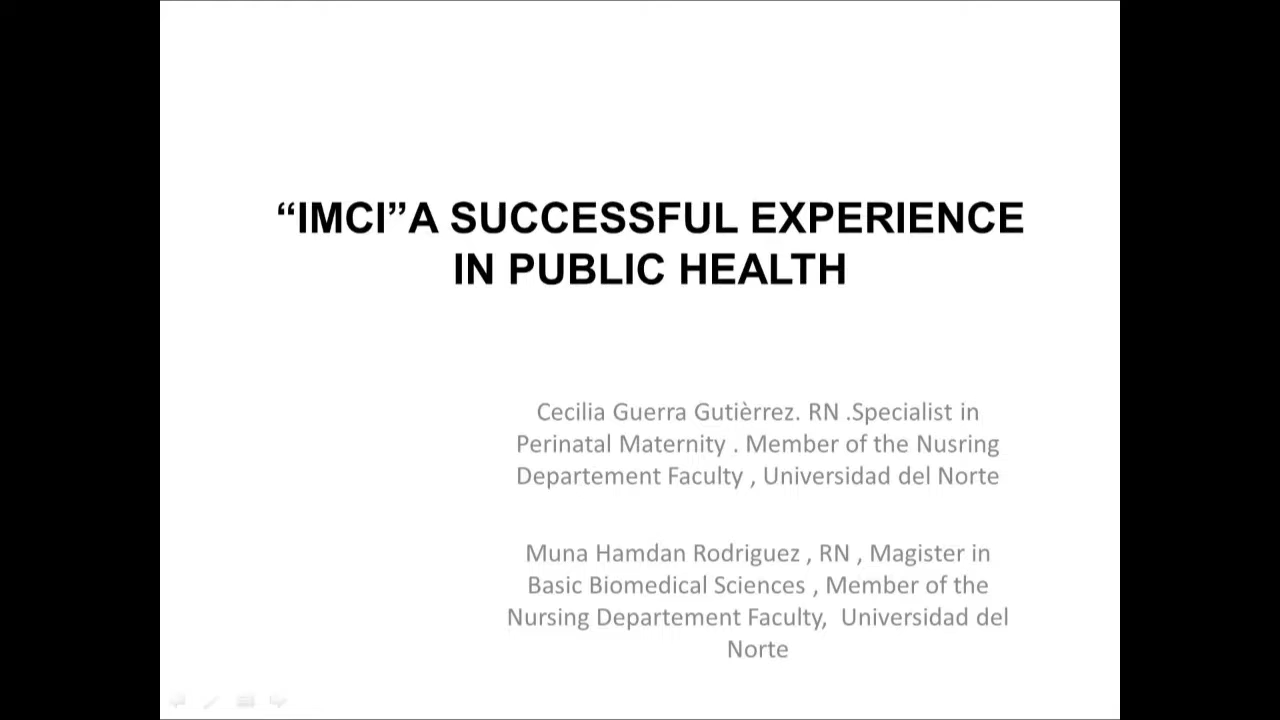 “IMCI”A SUCCESSFUL EXPERIENCE
IN PUBLIC HEALTH
Cecilia Guerra Gutièrrez. RN .Specialist in
Perinatal Maternity . Member of the Nusring
Departement Faculty , Universidad del Norte
Muna Hamdan Rodriguez , RN , Magister in
Basic Biomedical Sciences , Member of the
Nursing Departement Faculty,  Universidad del
Norte